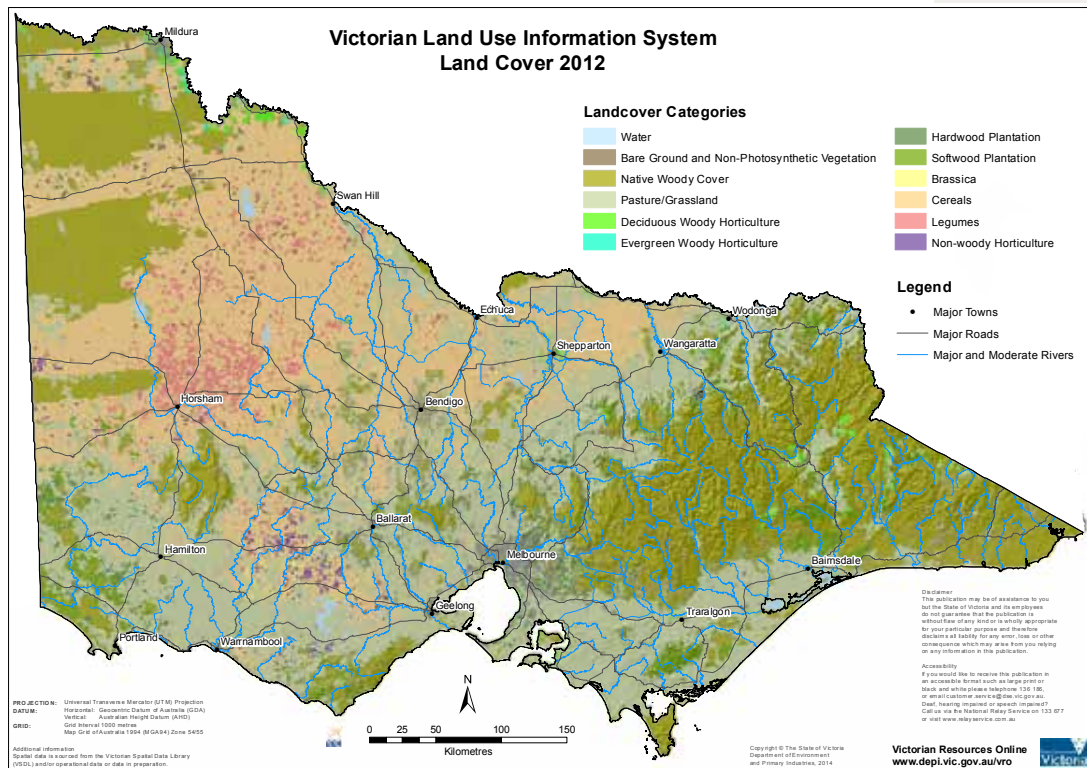 Victorian Land Use Information System
Land Cover 2012
Landcover Categories
Water
Bare Ground and Non-Photosynthetic Vegetation
Native Woody Cover
Pasture/Grassland
Deciduous Woody Horticulture
Evergreen Woody Horticulture
Hardwood Plantation
Softwood Plantation
Brassica
Cereals
Legumes
Non-woody Horticulture
Legend
Major Towns
Major Roads
Major and Moderate Rivers
Mildura
Swan Hill
Echuca
Wodonga
Shepparton
Wangaratta
Horsham
Bendigo
Ballarat
Hamilton
Melbourne
Bairnsdale
Geelong
Traralgon
Portland
Warrnambool
N
0 25 50 100 150
Kilometres
PROJECTION: Universal Transverse Mercator (UTM) Projection
DATUM: Horizontal: Geocentric Datum of Australia (GDA)
Vertical: Australian Height Datum (AHD)
GRID: Grid Interval 1000 metres
Map Grid of Australia 1994 (MGA94) Zone 54/55
Additional information
Spatial data is sourced from the Victorian Spatial Data Library
(VSDL) and/or operational data or data in preparation.
Disclaimer
This publication may be of assistance to you
but the State of Victoria and its employees
do not guarantee that the publication is
without flaw of any kind or is wholly appropriate
for your particular purpose and therefore
disclaims all liability for any error, loss or other
consequence which may arise from you relying
on any information in this publication.
Accessibility
If you would like to receive this publication in
an accessible format such as large print or
black and white please telephone 136 186,
or email customer.service@dse.vic.gov.au.
Deaf, hearing impaired or speech impaired?
Call us via the National Relay Service on 133 677
or visit www.relayservice.com.au
Copyright © The State of Victoria
Department of Environment
and Primary Industries, 2014
Victorian Resources Online
www.depi.vic.gov.au/vro
Victoria